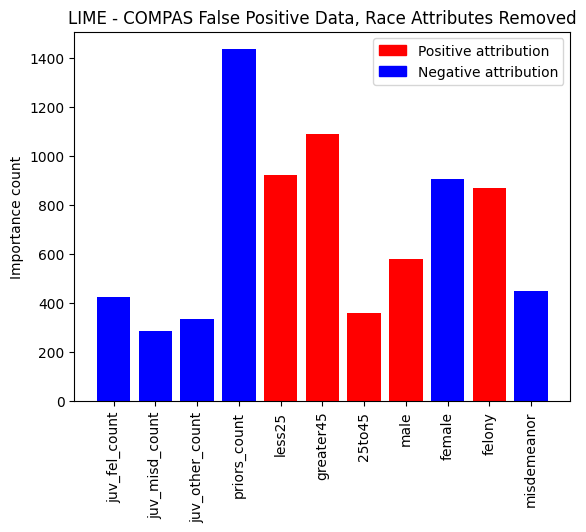 LIME - COMPAS False Positive Data, Race Attributes Removed
Positive attribution
Negative attribution
Importance count
1400
1200
1000
800
600
400
200
0
juv_fel_count
juv_misd_count
juv_other_count
priors_count
less25
greater45
25to45
male
female
felony
misdemeanor